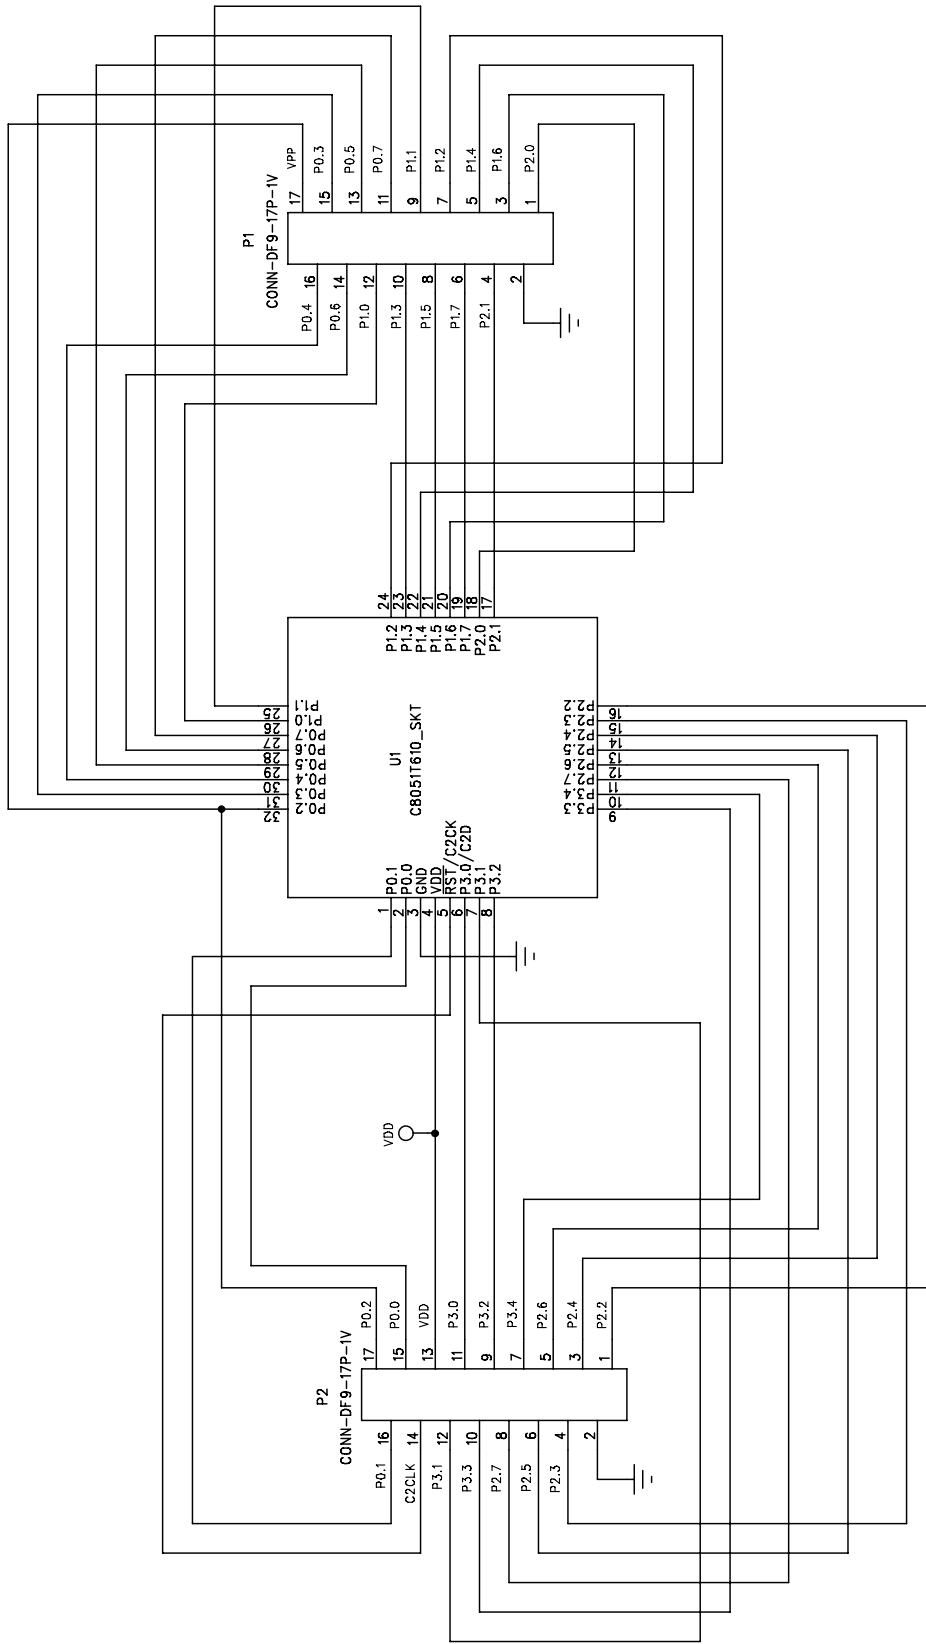 P1
CONN-DF9-17P-1V
17 VPP
15 P0.3
13 P0.5
11 P0.7
9 P1.1
7 P1.2
5 P1.4
3 P1.6
1 P2.0
16 P0.4
14 P0.6
12 P1.0
10 P1.3
8 P1.5
6 P1.7
4 P2.1
2
U1
C8051T610_SKT
24 P1.2
23 P1.3
22 P1.4
21 P1.5
20 P1.6
19 P1.7
18 P2.0
17 P2.1
25 P1.1
26 P1.0
27 P0.7
28 P0.6
29 P0.5
30 P0.4
31 P0.3
32 P0.2
P2.2 16
P2.3 15
P2.4 14
P2.5 13
P2.6 12
P2.7 11
P3.4 10
P3.3 9
1 P0.1
2 P0.0
3 GND
4 VDD
5 RST/C2CK
6 P3.0/C2D
7 P3.1
8 P3.2
VDD
P2
CONN-DF9-17P-1V
17 P0.2
15 P0.0
13 VDD
11 P3.0
9 P3.2
7 P3.4
5 P2.6
3 P2.4
1 P2.2
16 P0.1
14 C2CLK
12 P3.1
10 P3.3
8 P2.7
6 P2.5
4 P2.3
2